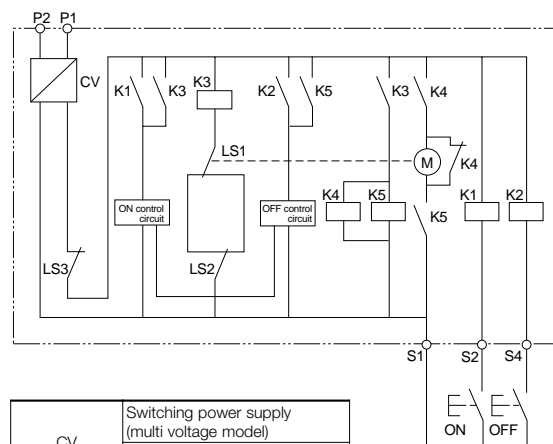 P2 P1
CV
K1 K3 K3 K2 K5 K3 K4
LS1
M
K4
K4 K5 K1 K2
ON control
circuit
OFF control
circuit
K5
LS3
LS2
S1 S2 S4
ON OFF
CV
Switching power supply
(multi voltage model)